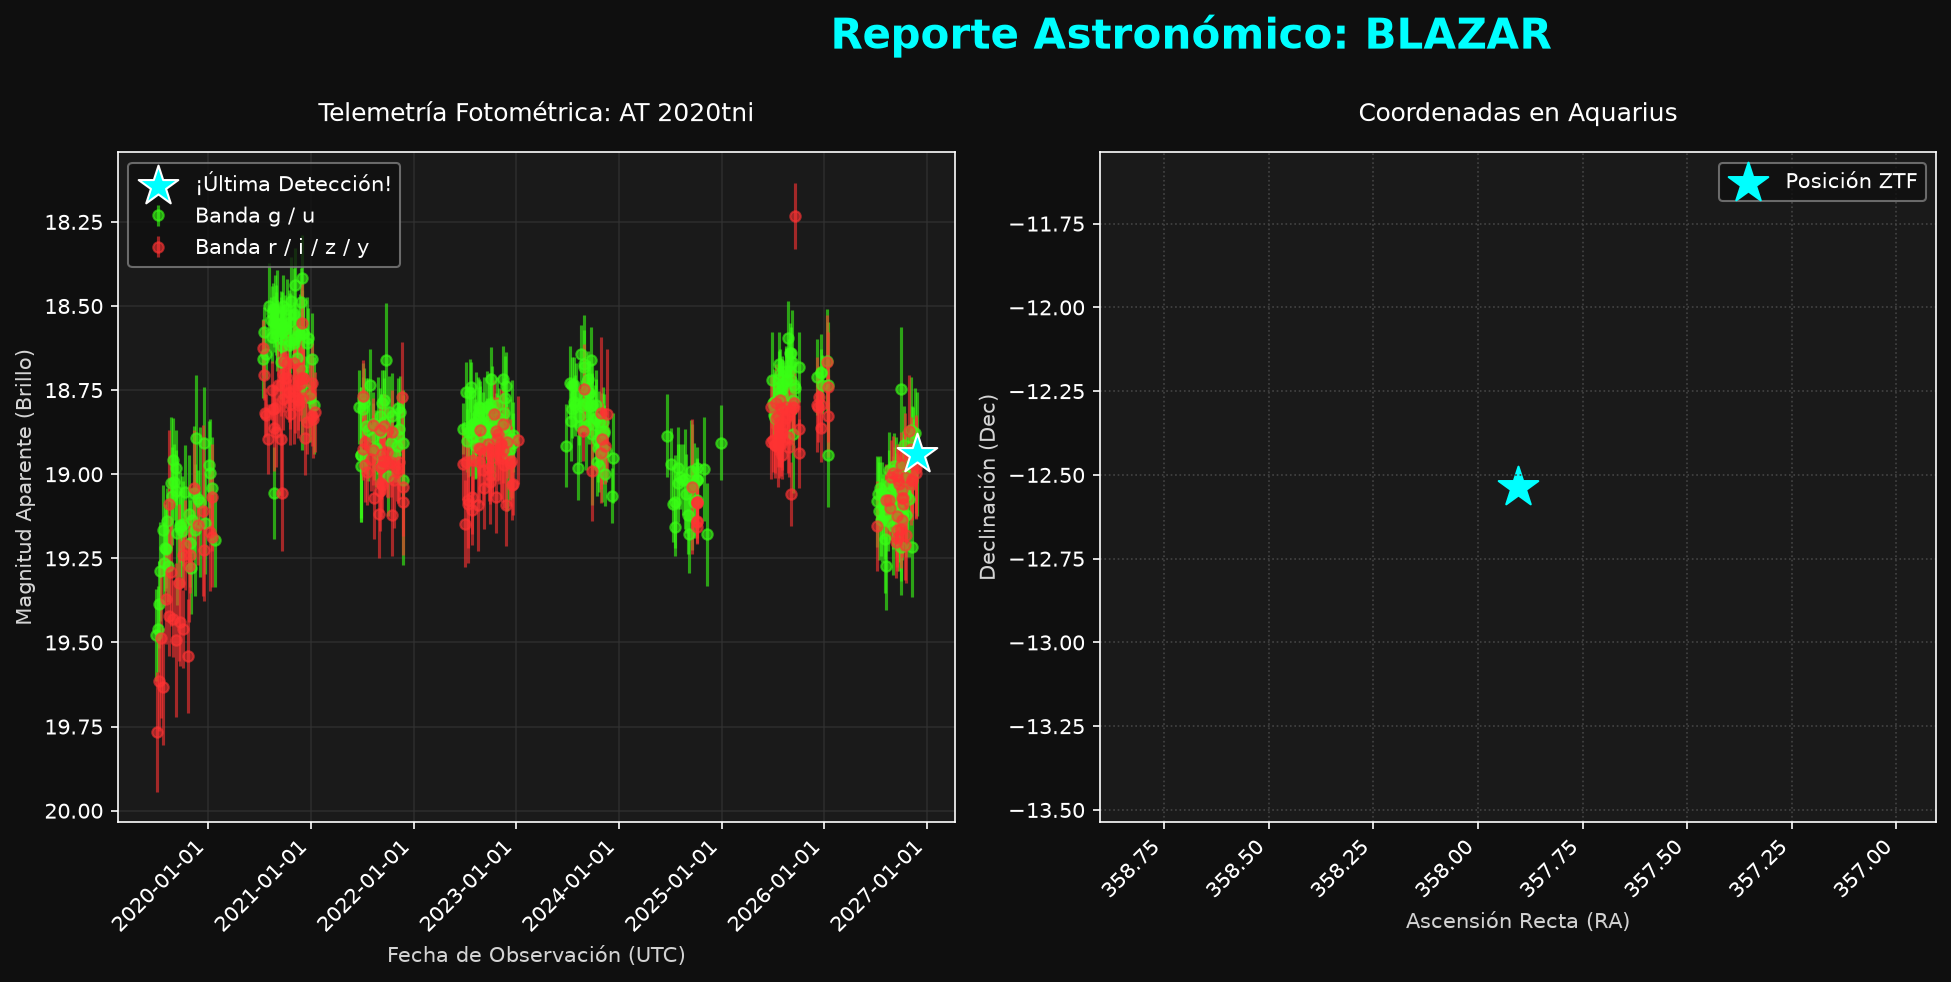 Reporte Astronómico: BLAZAR
Telemetría Fotométrica: AT 2020tni
¡Última Detección!
Banda g / u
Banda r / i / z / y
Magnitud Aparente (Brillo)
18.25
18.50
18.75
19.00
19.25
19.50
19.75
20.00
2020-01-01
2021-01-01
2022-01-01
2023-01-01
2024-01-01
2025-01-01
2026-01-01
2027-01-01
Fecha de Observación (UTC)
Coordenadas en Aquarius
Posición ZTF
Declinación (Dec)
−11.75
−12.00
−12.25
−12.50
−12.75
−13.00
−13.25
−13.50
358.75
358.50
358.25
358.00
357.75
357.50
357.25
357.00
Ascensión Recta (RA)